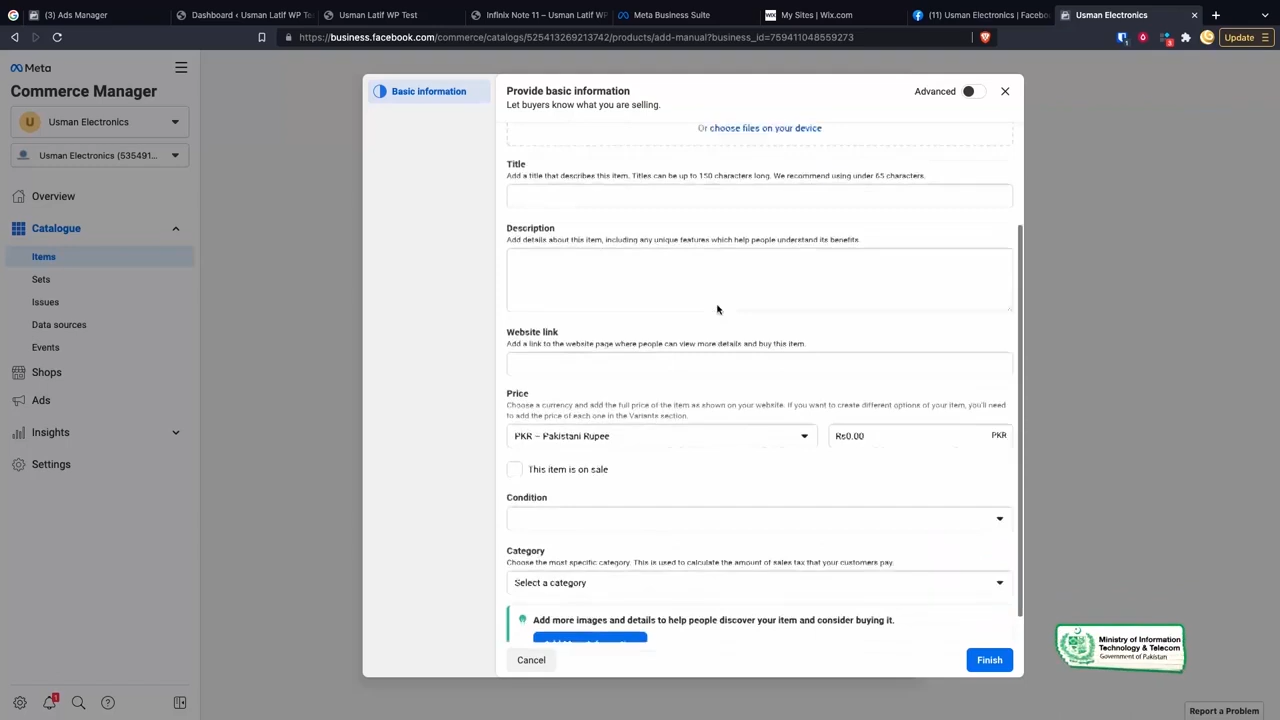 (3) Ads Manager
Dashboard ‹ Usman Latif WP Te
Usman Latif WP Test
Infinix Note 11 – Usman Latif WP
Meta Business Suite
My Sites | Wix.com
(11) Usman Electronics | Facebo
Usman Electronics
https://business.facebook.com/commerce/catalogs/525413269213742/products/add-manual?business_id=759411048559273
Update
Meta
Commerce Manager
Usman Electronics
Usman Electronics (535491...
Overview
Catalogue
Items
Sets
Issues
Data sources
Events
Shops
Ads
Insights
Settings
Basic information
Provide basic information
Let buyers know what you are selling.
Advanced
Or choose files on your device
Title
Add a title that describes this item. Titles can be up to 150 characters long. We recommend using under 65 characters.
Description
Add details about this item, including any unique features which help people understand its benefits
Website link
Add a link to the website page where people can view more details and buy this item.
Price
Choose a currency and add the full price of the item as shown on your website. If you want to create different options of your item, you'll need
to add the price of each one in the Variants section.
PKR – Pakistani Rupee
Rs0.00
PKR
This item is on sale
Condition
Category
Choose the most specific category. This is used to calculate the amount of sales tax that your customers pay.
Select a category
Add more images and details to help people discover your item and consider buying it.
Cancel
Finish
Ministry of Information
Technology & Telecom
Government of Pakistan
Report a Problem